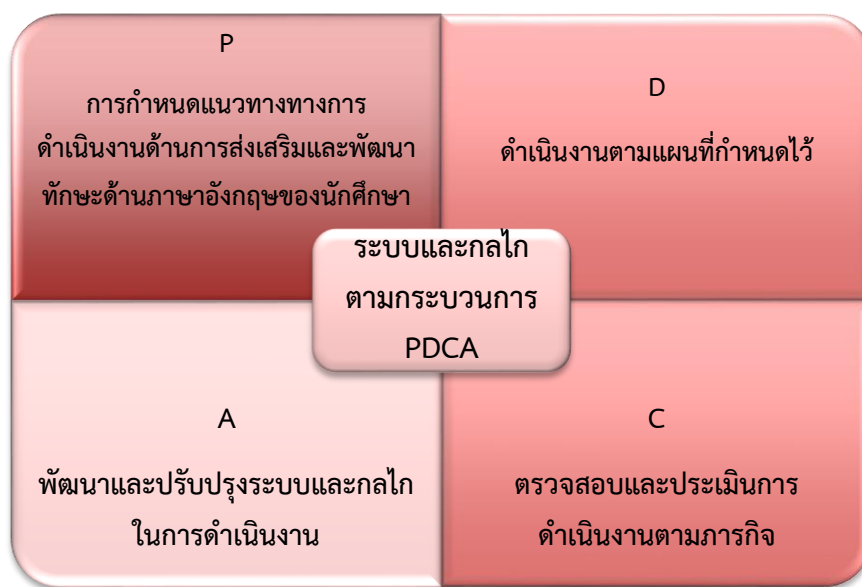 P
การกำหนดแนวทางทางการ
ดำเนินงานด้านการส่งเสริมและพัฒนา
ทักษะด้านภาษาอังกฤษของนักศึกษา
D
ดำเนินงานตามแผนที่กำหนดไว้
ระบบและกลไก
ตามกระบวนการ
PDCA
A
พัฒนาและปรับปรุงระบบและกลไก
ในการดำเนินงาน
C
ตรวจสอบและประเมินการ
ดำเนินงานตามภารกิจ